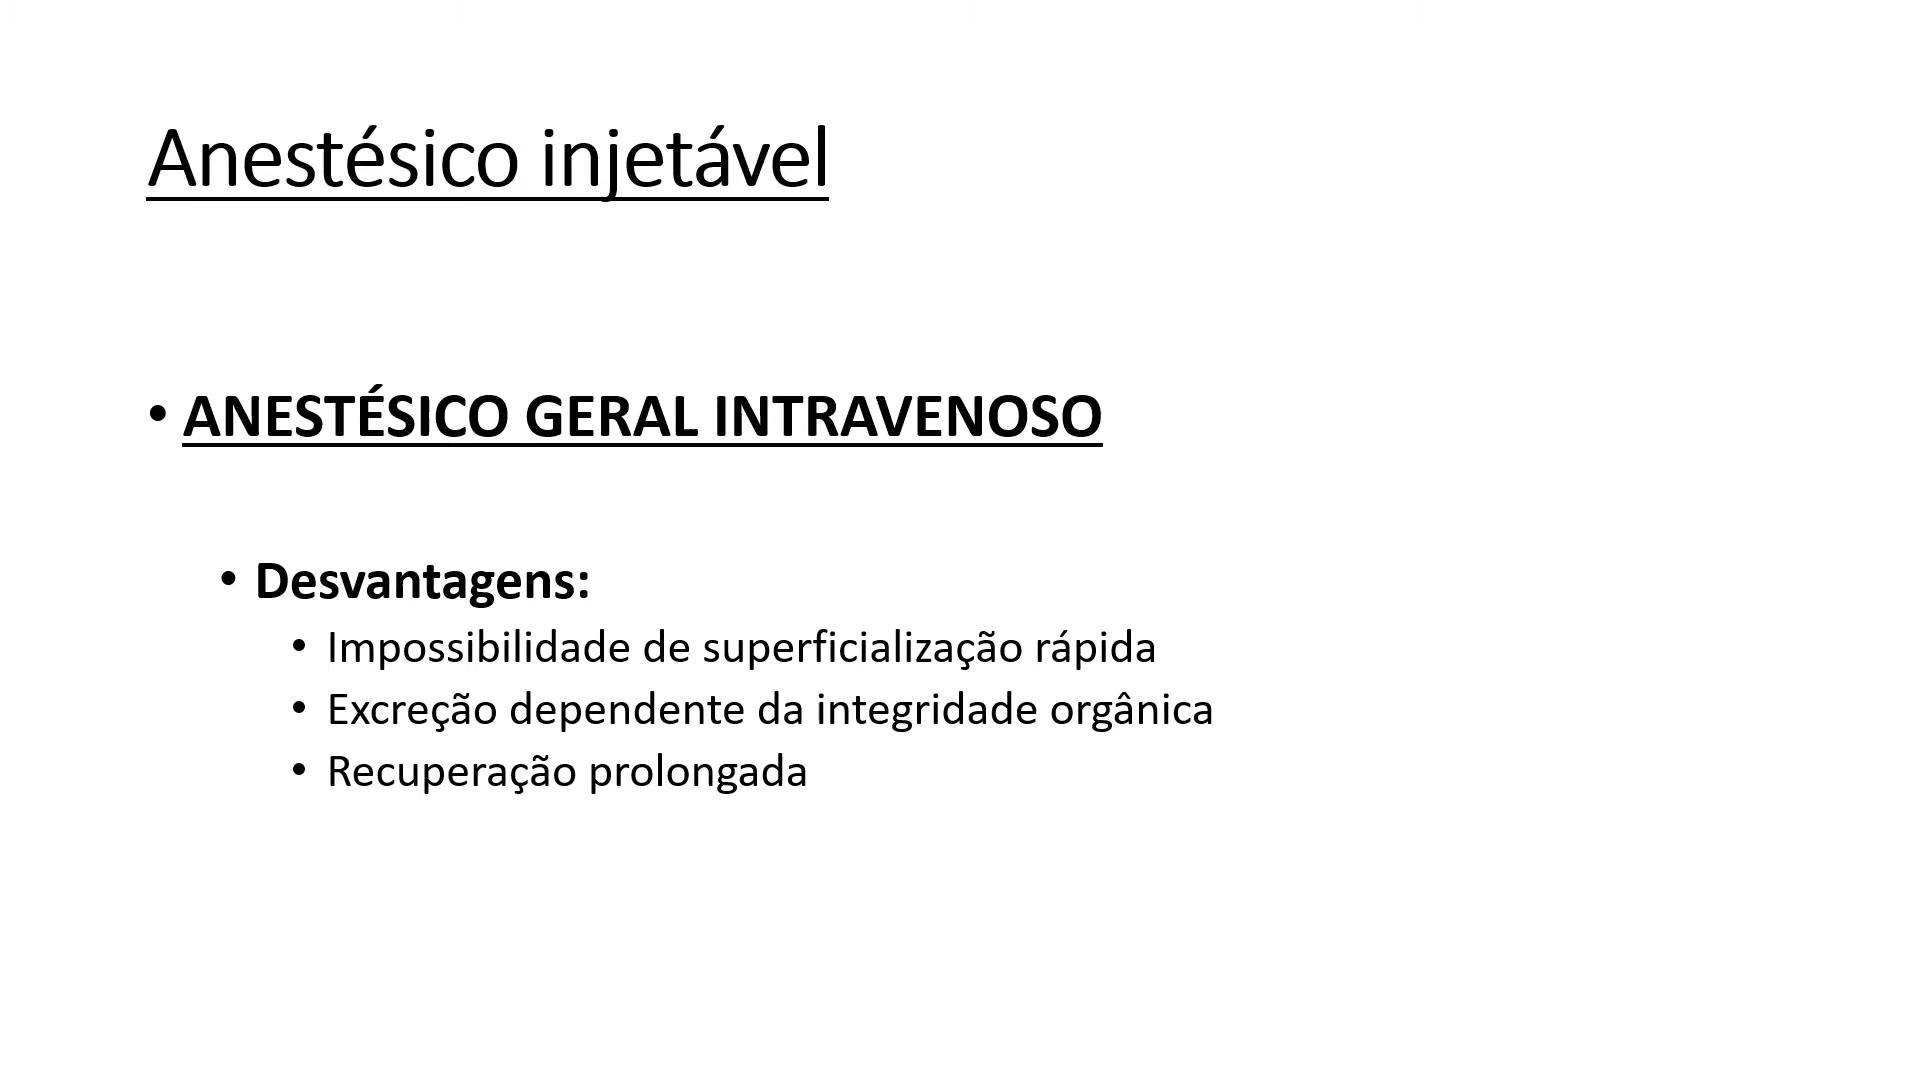 Anestésico injetável
• ANESTÉSICO GERAL INTRAVENOSO
• Desvantagens:
• Impossibilidade de superficialização rápida
• Excreção dependente da integridade orgânica
• Recuperação prolongada